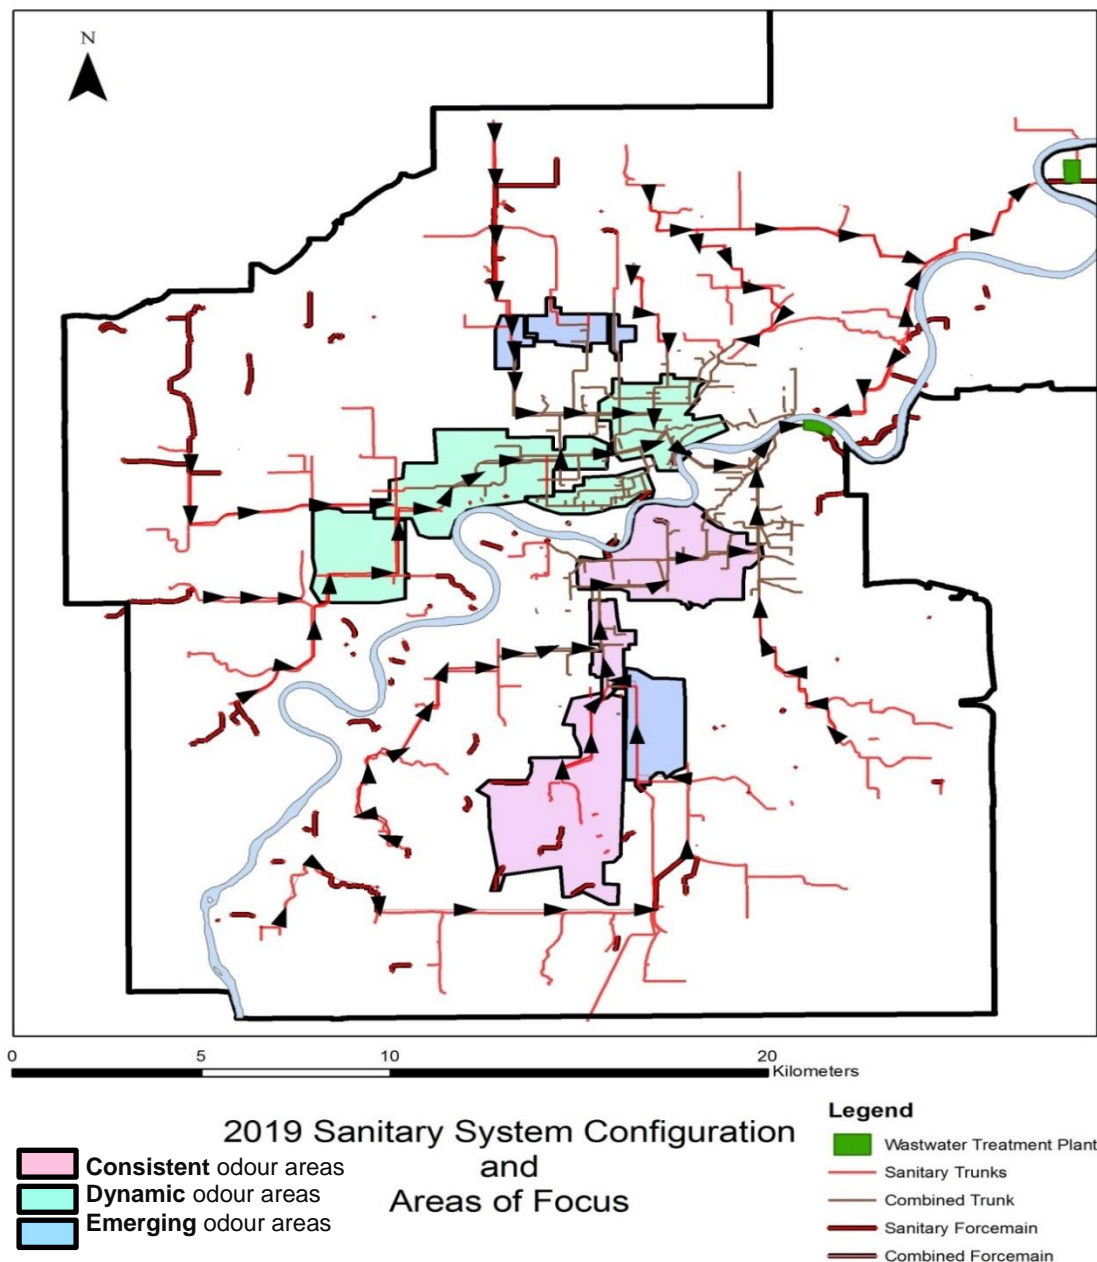 N
0 5 10 20
Kilometers
2019 Sanitary System Configuration
and
Areas of Focus
Consistent odour areas
Dynamic odour areas
Emerging odour areas
Legend
Wastwater Treatment Plant
Sanitary Trunks
Combined Trunk
Sanitary Forcemain
Combined Forcemain